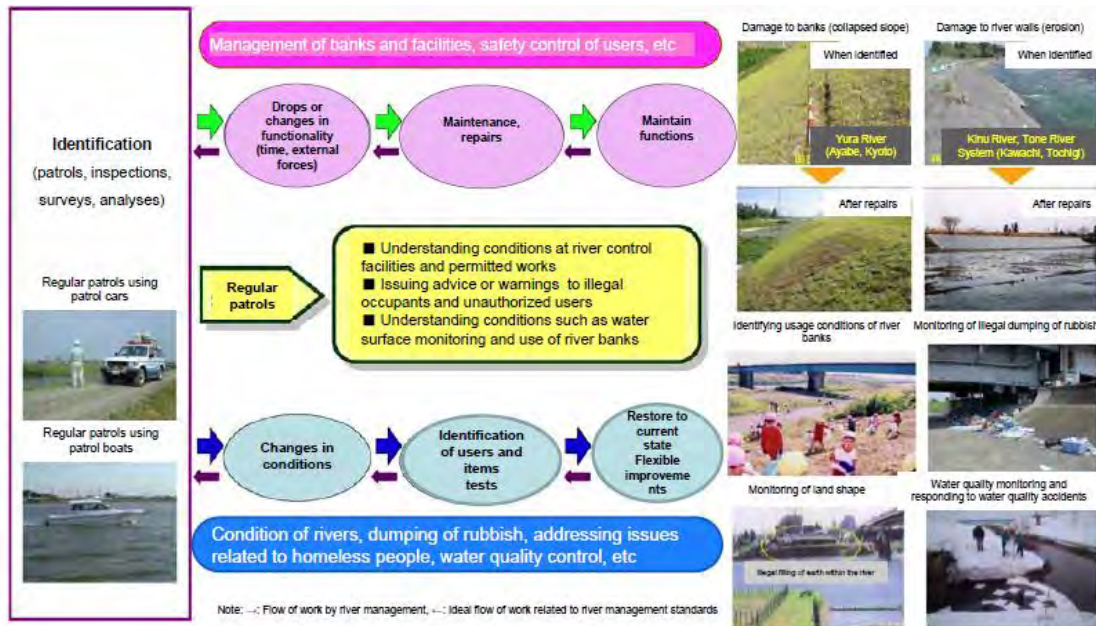 Identification
(patrols, inspections,
surveys, analyses)
Regular patrols using
patrol cars
Regular patrols using
patrol boats
Management of banks and facilities, safety control of users, etc
Drops or
changes in
functionality
(time, external
forces)
Maintenance,
repairs
Maintain
functions
Regular
patrols
■ Understanding conditions at river control
facilities and permitted works
■ Issuing advice or warnings to illegal
occupants and unauthorized users
■ Understanding conditions such as water
surface monitoring and use of river banks
Changes in
conditions
Identification
of users and
items
tests
Restore to
current
state
Flexible
improveme
nts
Condition of rivers, dumping of rubbish, addressing issues
related to homeless people, water quality control, etc
Note: →: Flow of work by river management, ←: Ideal flow of work related to river management standards
Damage to banks (collapsed slope)
When identified
Yura River
(Ayabe, Kyoto)
After repairs
Damage to river walls (erosion)
When identified
Kinu River, Tone River
System (Kawachi, Tochigi)
After repairs
Identifying usage conditions of river
banks
Monitoring of illegal dumping of rubbish
Monitoring of land shape
Illegal filling of earth within the river
Water quality monitoring and
responding to water quality accidents